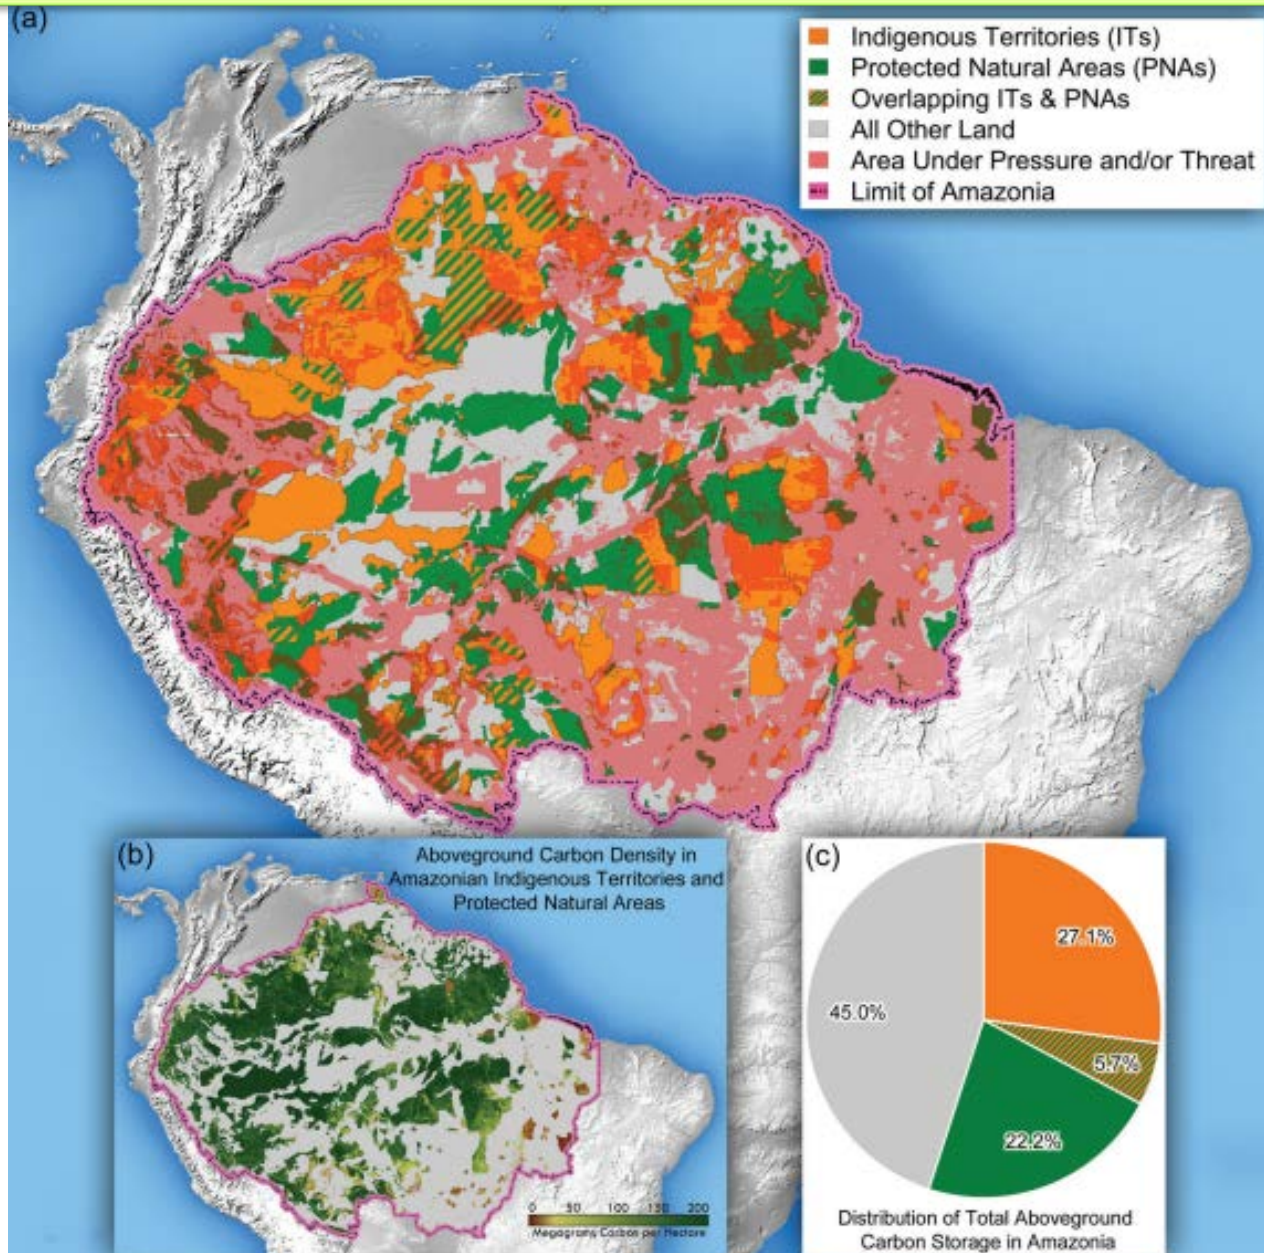 (a)
Indigenous Territories (ITs)
Protected Natural Areas (PNAs)
Overlapping ITs & PNAs
All Other Land
Area Under Pressure and/or Threat
Limit of Amazonia
(b)
Aboveground Carbon Density in
Amazonian Indigenous Territories and
Protected Natural Areas
0 50 100 150 200
Megagrams Carbon per Hectare
(c)
27.1%
45.0%
5.7%
22.2%
Distribution of Total Aboveground
Carbon Storage in Amazonia